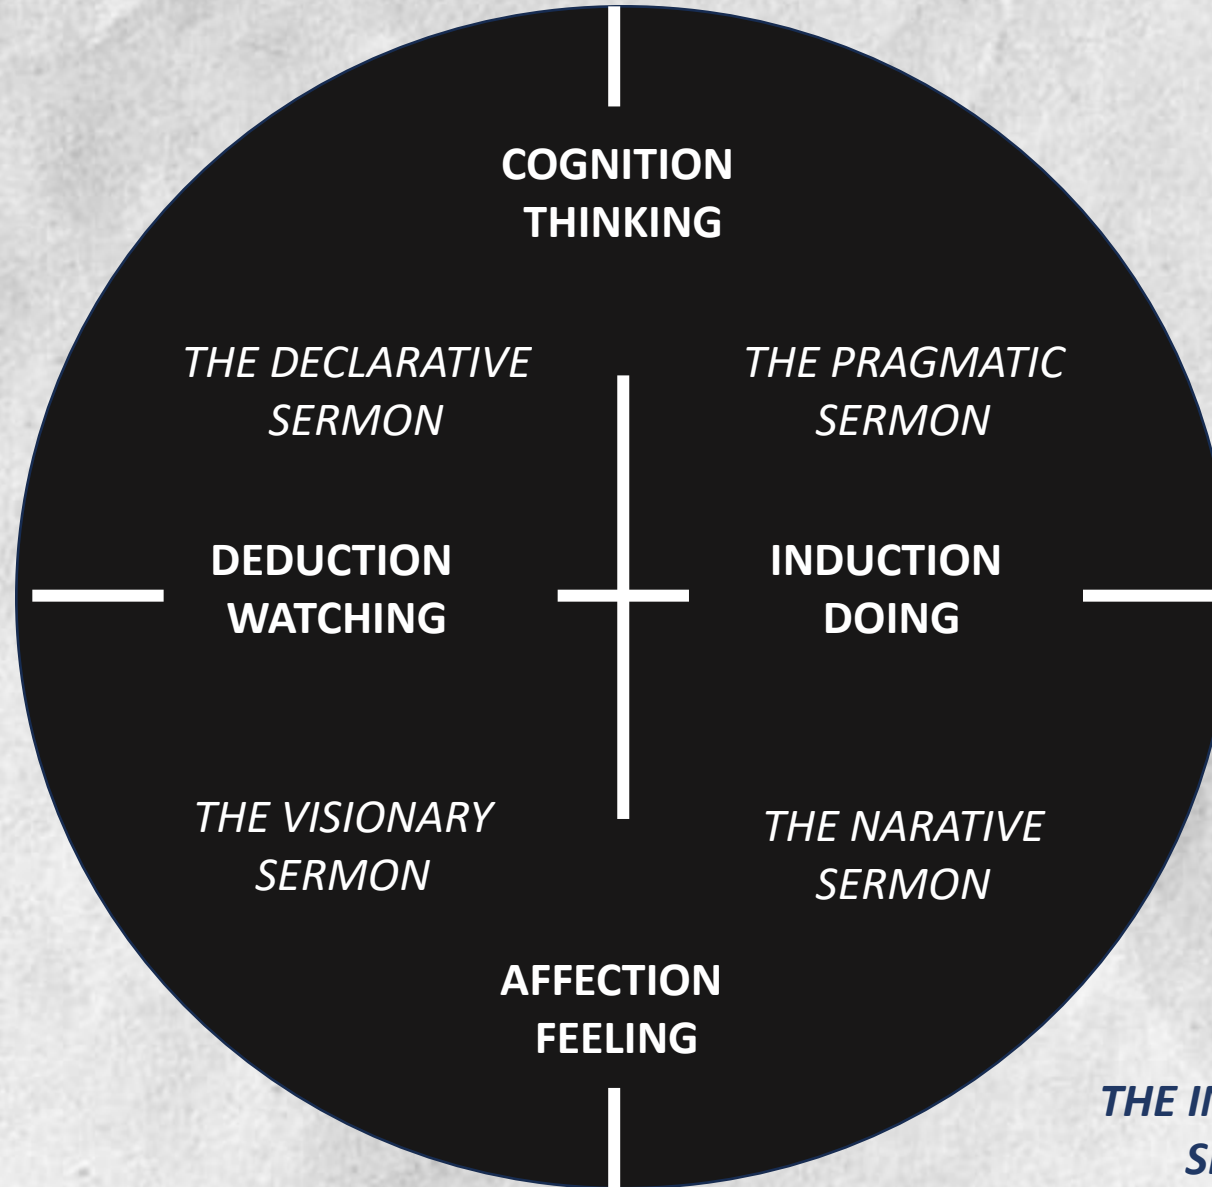 COGNITION
THINKING
THE DECLARATIVE
SERMON
THE PRAGMATIC
SERMON
DEDUCTION
WATCHING
INDUCTION
DOING
THE VISIONARY
SERMON
THE NARATIVE
SERMON
AFFECTION
FEELING
THE